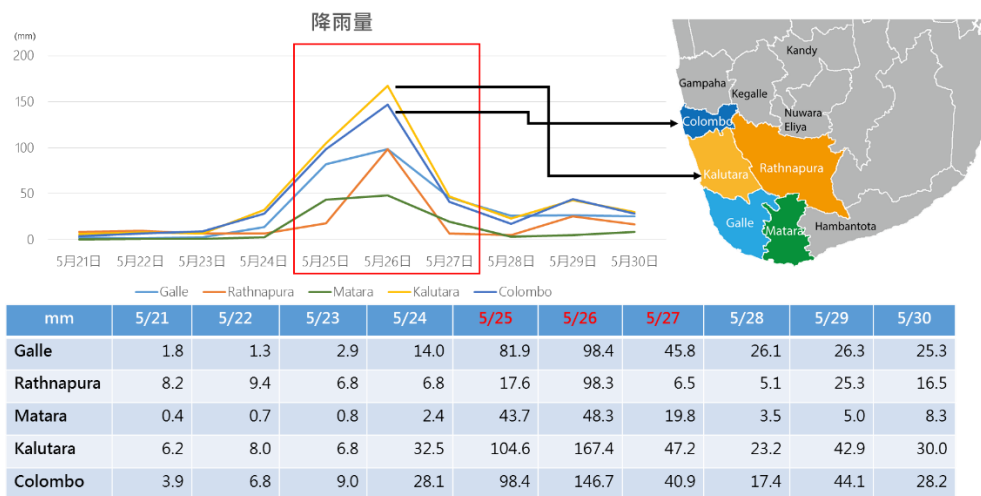 降雨量
(mm)
200
150
100
50
0
5月21日 5月22日 5月23日 5月24日 5月25日 5月26日 5月27日 5月28日 5月29日 5月30日
Galle Rathnapura Matara Kalutara Colombo
Kandy
Gampaha
Kegalle
Nuwara
Eliya
Colombo
Rathnapura
Kalutara
Galle
Matara
Hambantota
mm 5/21 5/22 5/23 5/24 5/25 5/26 5/27 5/28 5/29 5/30
Galle 1.8 1.3 2.9 14.0 81.9 98.4 45.8 26.1 26.3 25.3
Rathnapura 8.2 9.4 6.8 6.8 17.6 98.3 6.5 5.1 25.3 16.5
Matara 0.4 0.7 0.8 2.4 43.7 48.3 19.8 3.5 5.0 8.3
Kalutara 6.2 8.0 6.8 32.5 104.6 167.4 47.2 23.2 42.9 30.0
Colombo 3.9 6.8 9.0 28.1 98.4 146.7 40.9 17.4 44.1 28.2